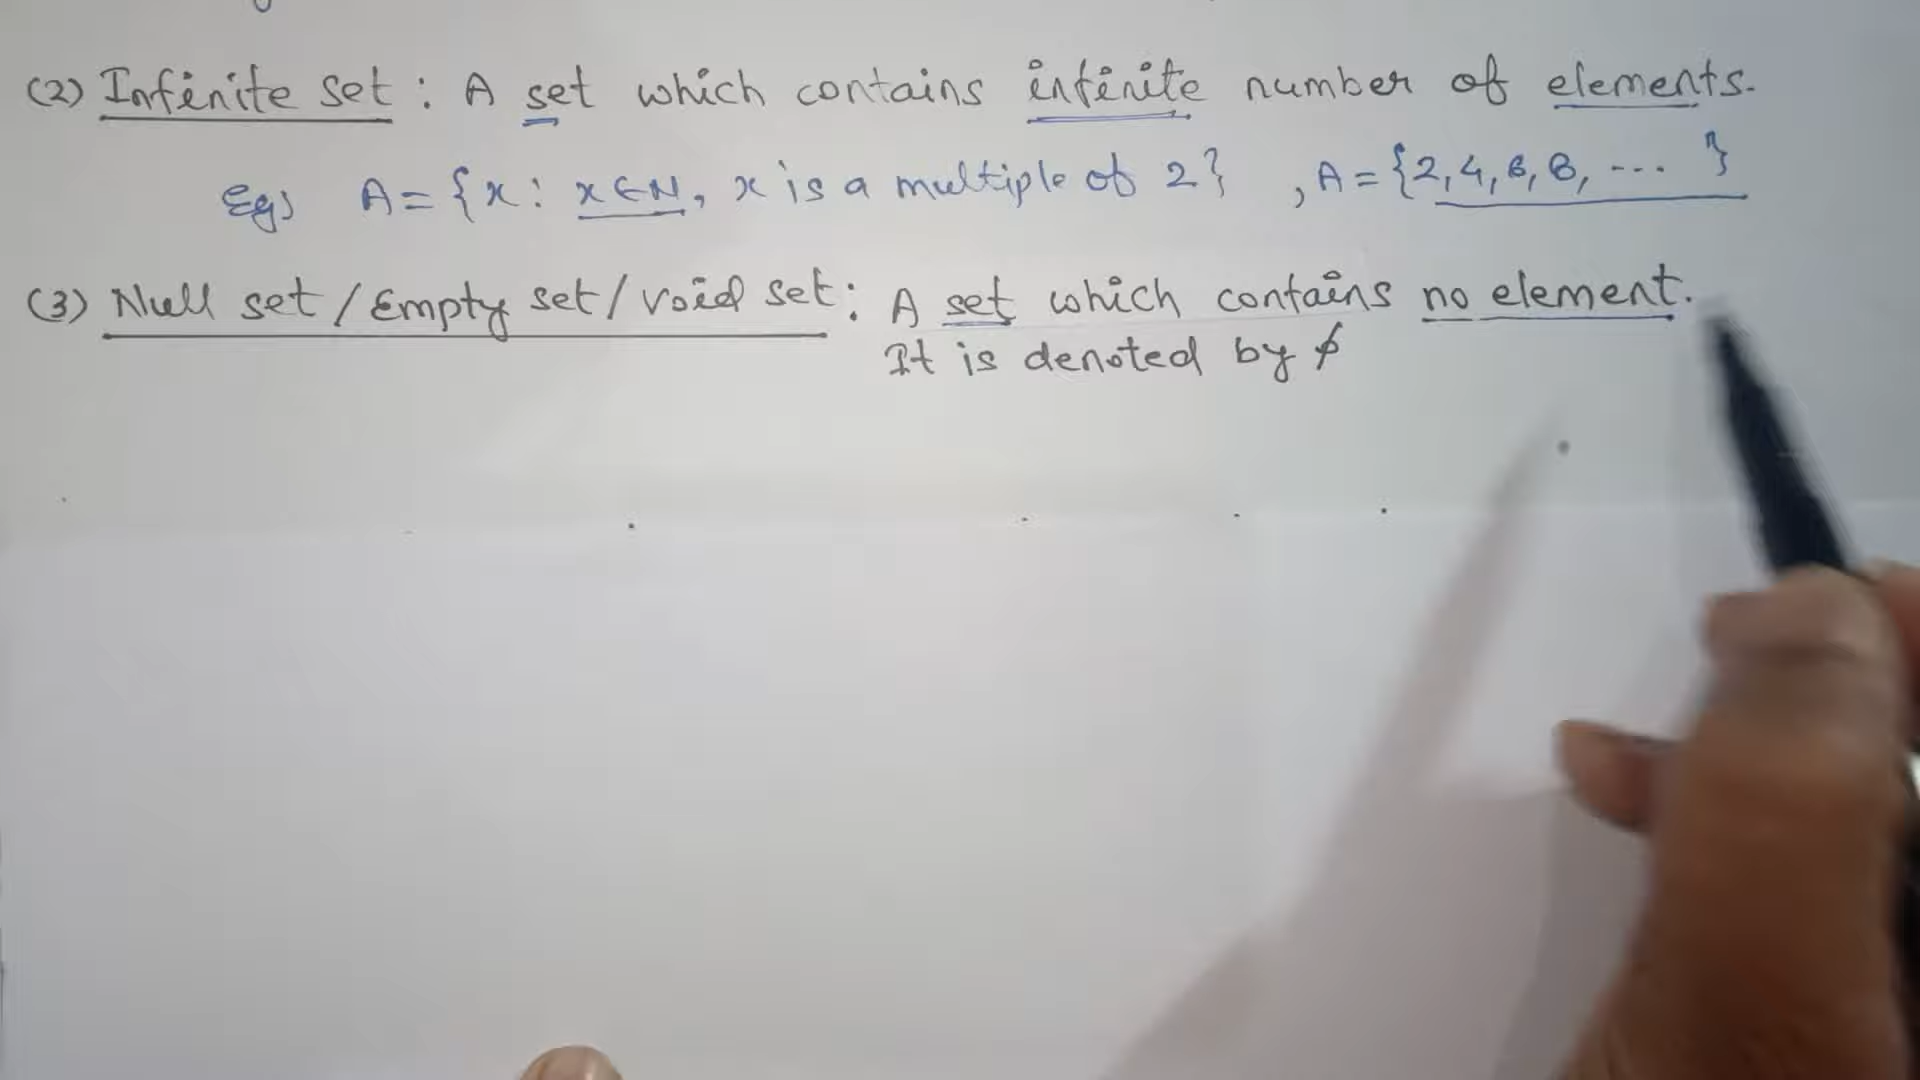 (2) Infinite set : A set which contains infinite number of elements.
Eg: A = {x : x ∈ N, x is a multiple of 2} , A = {2, 4, 6, 8, ... }
(3) Null set / Empty set / void set : A set which contains no element.
It is denoted by ϕ